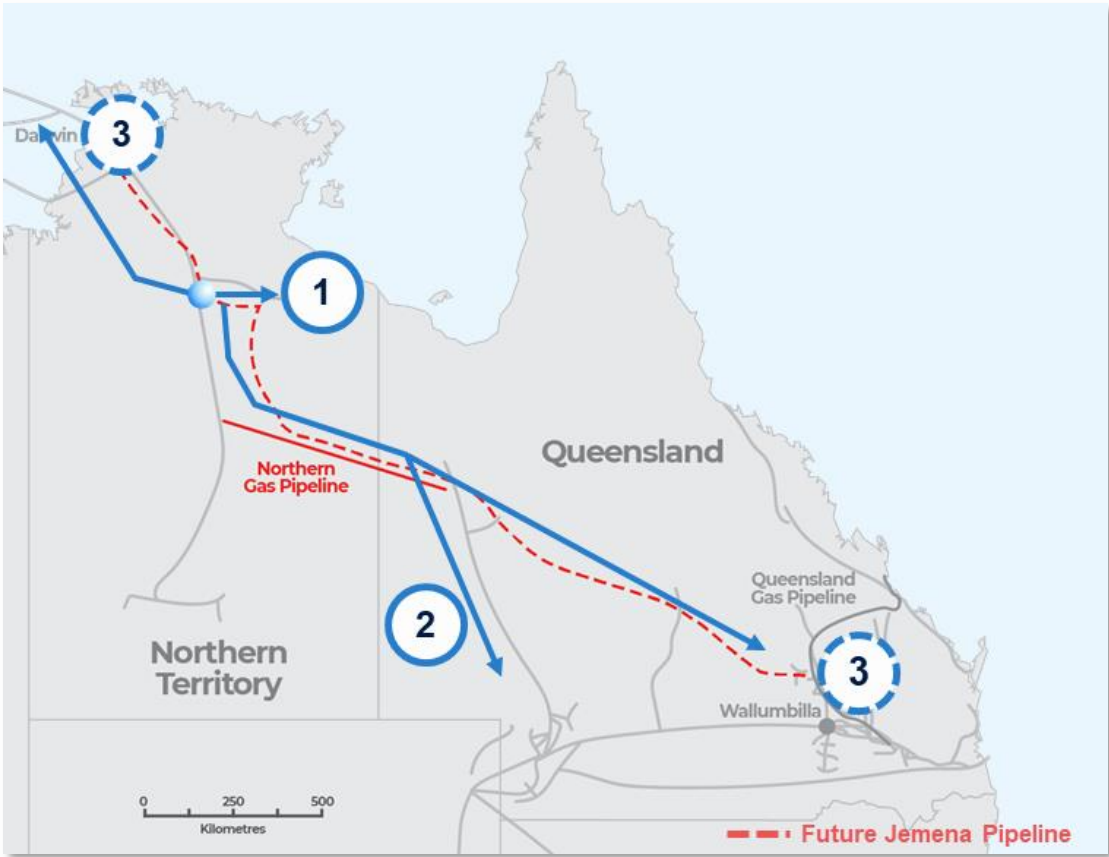 Darwin
3
1
Queensland
Northern
Gas Pipeline
Queensland
Gas Pipeline
2
Northern
Territory
3
Wallumbilla
0 250 500
Kilometres
Future Jemena Pipeline